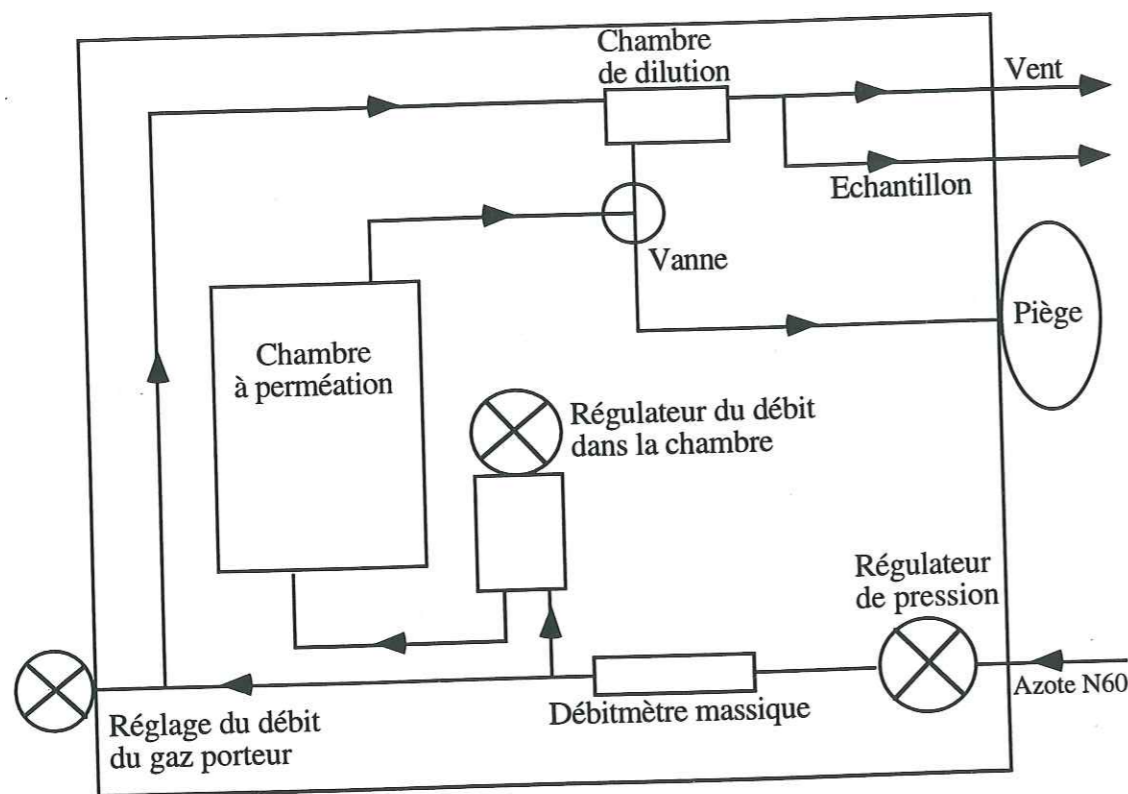 Chambre
de dilution
Vent
Echantillon
Vanne
Piège
Chambre
à perméation
Régulateur du débit
dans la chambre
Régulateur
de pression
Azote N60
Débitmètre massique
Réglage du débit
du gaz porteur